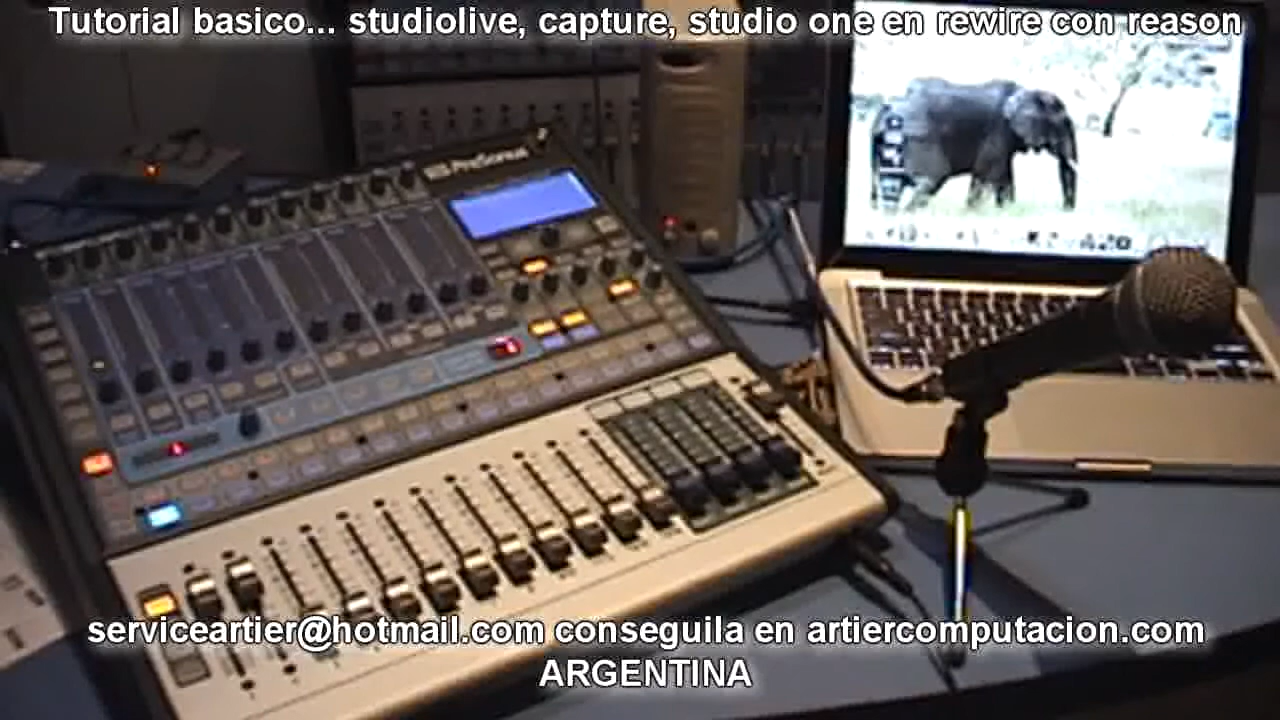 Tutorial basico... studiolive, capture, studio one en rewire con reason
PreSonus
serviceartier@hotmail.com conseguila en artiercomputacion.com
ARGENTINA